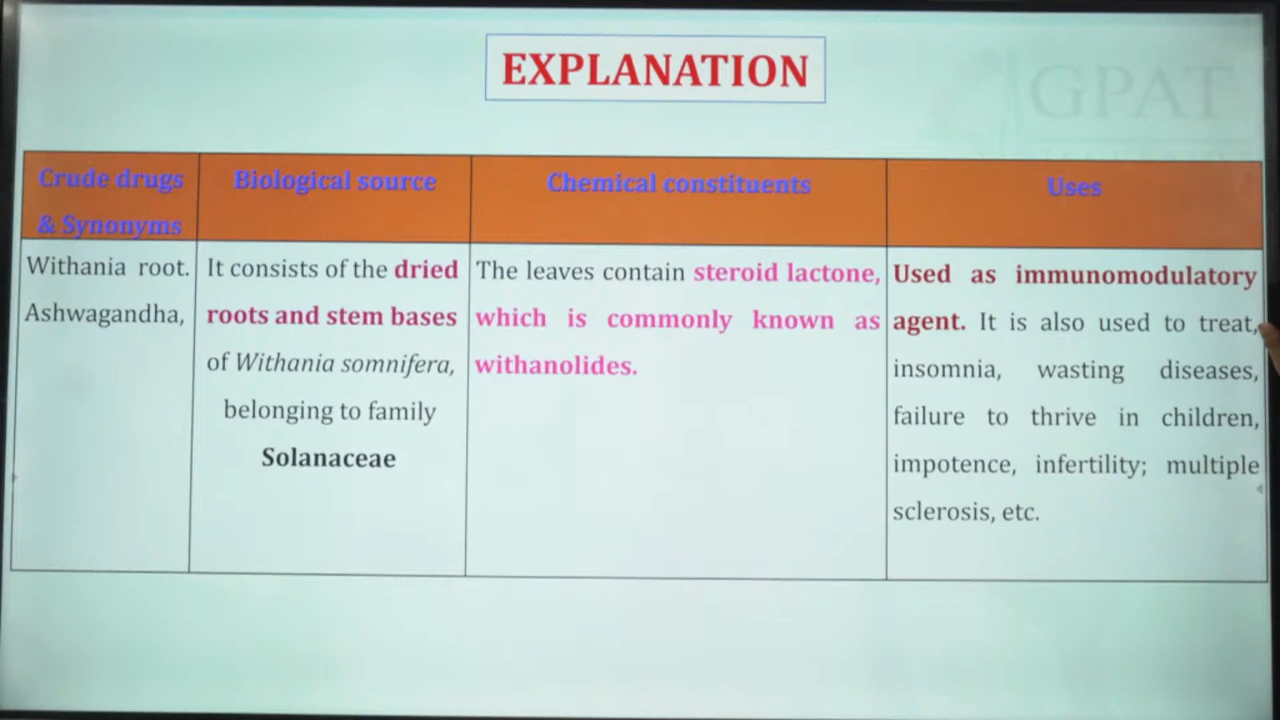 EXPLANATION
GPAT
Crude drugs
& Synonyms
Biological source
Chemical constituents
Uses
Withania root.
Ashwagandha,
It consists of the dried
roots and stem bases
of Withania somnifera,
belonging to family
Solanaceae
The leaves contain steroid lactone,
which is commonly known as
withanolides.
Used as immunomodulatory
agent. It is also used to treat,
insomnia, wasting diseases,
failure to thrive in children,
impotence, infertility; multiple
sclerosis, etc.